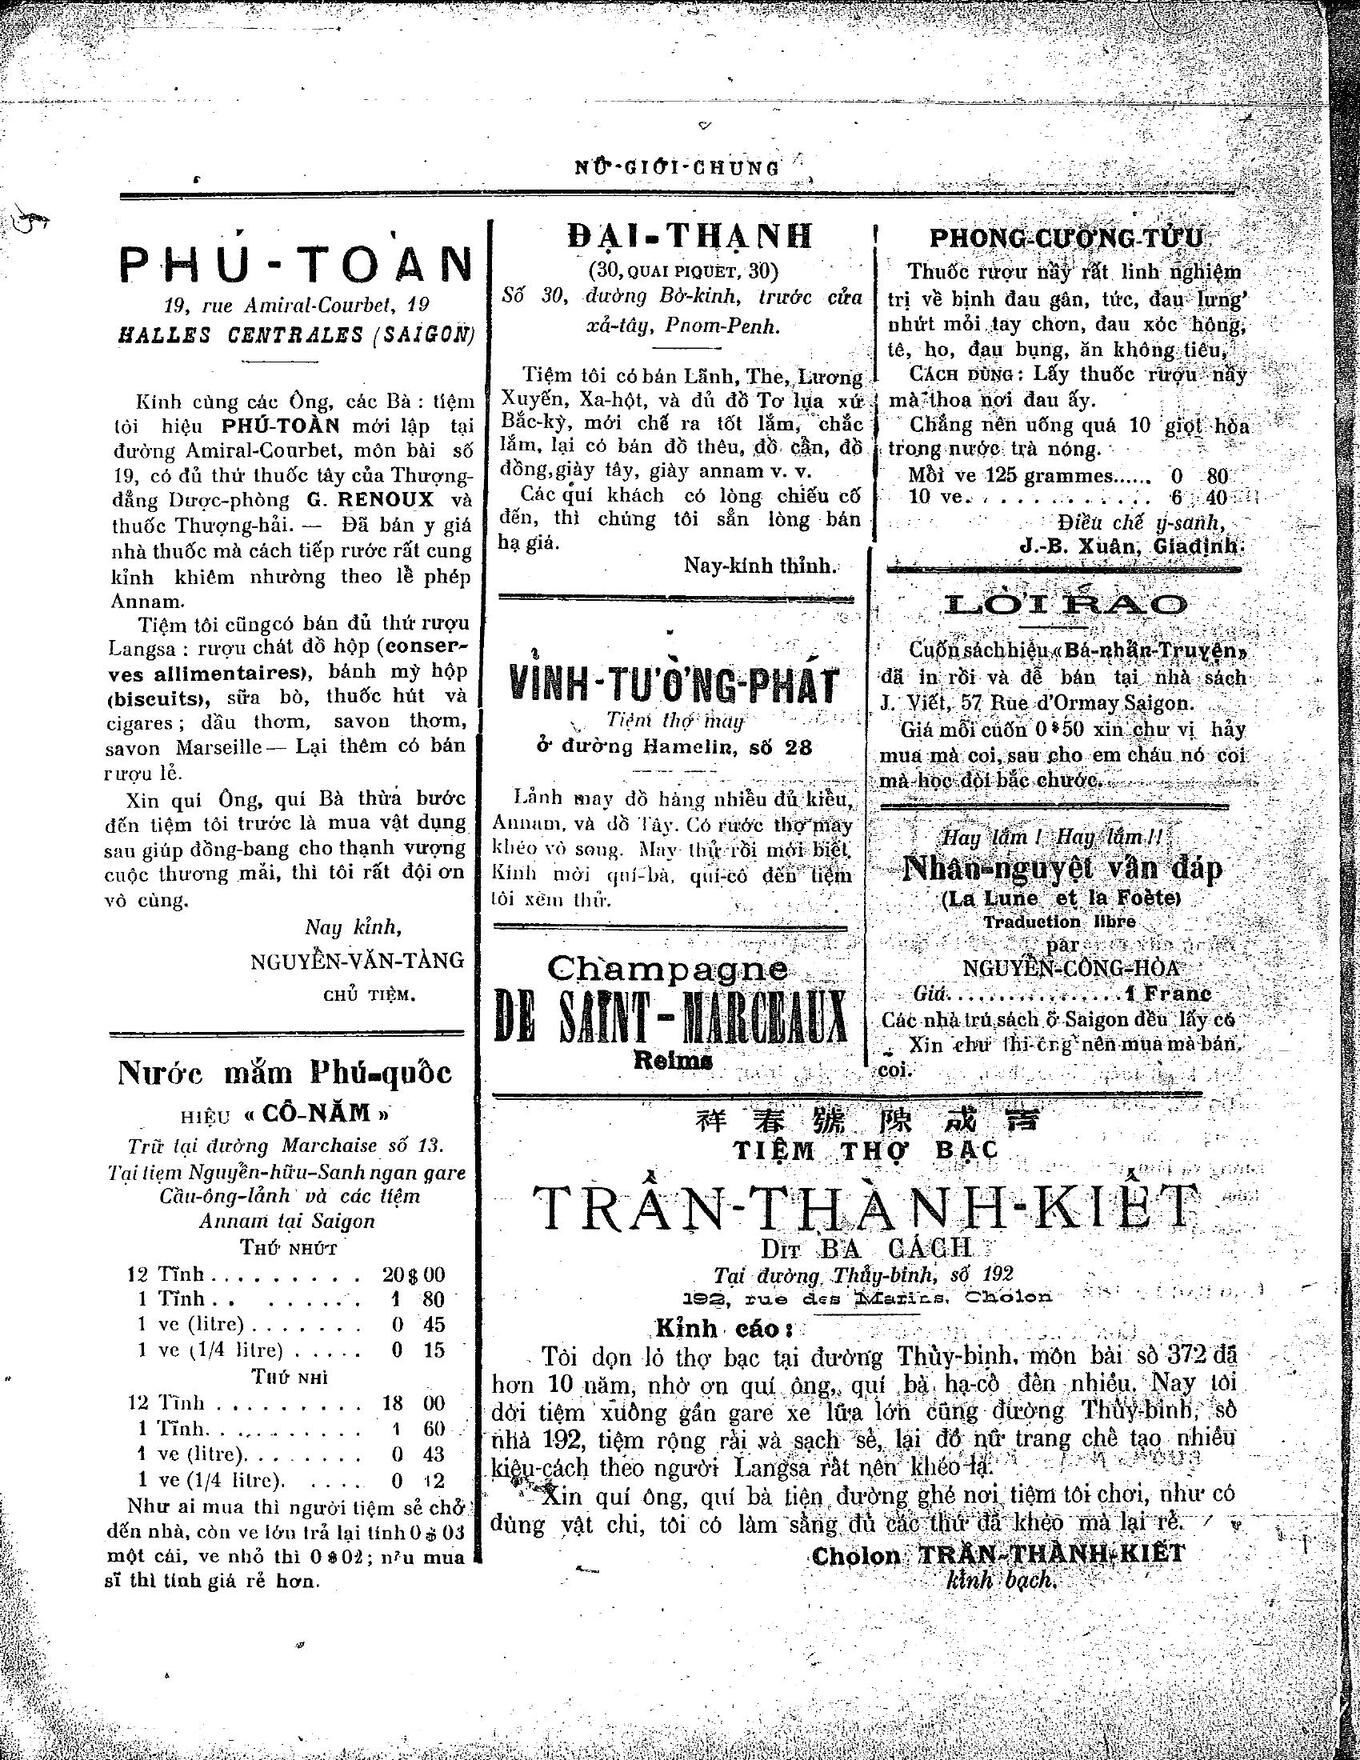 NỮ-GIỚI-CHUNG
PHÚ-TOÀN
19, rue Amiral-Courbet, 19
HALLES CENTRALES (SAIGON)
Kính cùng các Ông, các Bà : tiệm
tôi hiệu PHÚ-TOÀN mới lập tại
đường Amiral-Courbet, môn bài số
19, có đủ thứ thuốc tây của Thượng-
đẳng Dược-phòng G. RENOUX và
thuốc Thượng-hải. — Đã bán y giá
nhà thuốc mà cách tiếp rước rất cung
kỉnh khiêm nhường theo lễ phép
Annam.
Tiệm tôi cũngcó bán đủ thứ rượu
Langsa : rượu chát đồ hộp (conser-
ves allimentaires), bánh mỳ hộp
(biscuits), sữa bò, thuốc hút và
cigares ; dầu thơm, savon thơm,
savon Marseille — Lại thêm có bán
rượu lẻ.
Xin quí Ông, quí Bà thừa bước
đến tiệm tôi trước là mua vật dụng
sau giúp đồng-bang cho thạnh vượng
cuộc thương mải, thì tôi rất đội ơn
vô cùng.
Nay kỉnh,
NGUYỄN-VĂN-TÀNG
CHỦ TIỆM.
Nước mắm Phú-quốc
HIỆU « CÔ-NĂM »
Trữ tại đường Marchaise số 13.
Tại tiẹm Nguyễn-hữu-Sanh ngan gare
Cầu-ông-lảnh và các tiệm
Annam tại Saigon
THỨ NHỨT
12 Tĩnh . . . . . . . . . 20 $ 00
1 Tĩnh . . . . . . . . 1 80
1 ve (litre) . . . . . . . 0 45
1 ve (1/4 litre) . . . . . 0 15
THỨ NHÌ
12 Tĩnh . . . . . . . . . 18 00
1 Tĩnh. . . . . . . . . . 1 60
1 ve (litre). . . . . . . . 0 43
1 ve (1/4 litre). . . . . 0 12
Như ai mua thì người tiệm sẻ chở
đến nhà, còn ve lớn trả lại tính 0 $ 03
một cái, ve nhỏ thì 0 $ 02 ; nếu mua
sĩ thì tính giá rẻ hơn.
ĐẠI-THẠNH
(30, QUAI PIQUET, 30)
Số 30, đường Bờ-kinh, trước cửa
xả-tây, Pnom-Penh.
Tiệm tôi có bán Lãnh, The, Lương
Xuyến, Xa-hột, và đủ đồ Tơ lụa xứ
Bắc-kỳ, mới chế ra tốt lắm, chắc
lắm, lại có bán đồ thêu, đồ cẩn, đồ
đồng, giày tây, giày annam v. v.
Các quí khách có lòng chiếu cố
đến, thì chúng tôi sẵn lòng bán
hạ giá.
Nay-kính thỉnh.
VỈNH-TƯỜNG-PHÁT
Tiệm thợ may
ở đường Hamelin, số 28
Lảnh may đồ hàng nhiều đủ kiểu,
Annam, và đồ Tây. Có rước thợ may
khéo vô song. May thử rồi mới biết,
Kính mời quí-bà, quí-cô đến tiệm
tôi xem thử.
Champagne
DE SAINT-MARCEAUX
Reims
PHONG-CƯỜNG-TỬU
Thuốc rượu nầy rất linh nghiệm
trị về bịnh đau gân, tức, đau lưng
nhứt mỏi tay chơn, đau xóc hông,
tê, ho, đau bụng, ăn không tiêu,
CÁCH DÙNG : Lấy thuốc rượu nầy
mà thoa nơi đau ấy.
Chẳng nên uống quá 10 giọt hòa
trong nước trà nóng.
Mỗi ve 125 grammes...... 0 80
10 ve. . . . . . . . . . . . 6 40
Điều chế y-sanh,
J.-B. Xuân, Giađịnh.
LỜI RAO
Cuốn sách hiệu « Bá-nhẫn-Truyện »
đã in rồi và để bán tại nhà sách
J. Viết, 57 Rue d'Ormay Saigon.
Giá mỗi cuốn 0$50 xin chư vị hảy
mua mà coi, sau cho em cháu nó coi
mà học đòi bắc chước.
Hay lắm ! Hay lắm !!
Nhân-nguyệt vấn đáp
(La Lune et la Foète)
Traduction libre
par
NGUYỄN-CÔNG-HÒA
Giá. . . . . . . . . . . . . . . . 1 Franc
Các nhà trú sách ở Saigon đều lấy có
Xin chư thi-ông nên mua mà bán,
coi.
祥 春 號 陳 成 吉
TIỆM THỢ BẠC
TRẦN-THÀNH-KIẾT
DIT BA CÁCH
Tại đường Thủy-binh, số 192
192, rue des Marins, Cholon
Kỉnh cáo :
Tôi dọn lò thợ bạc tại đường Thủy-binh, môn bài số 372 đã
hơn 10 năm, nhờ ơn quí ông, quí bà hạ-cố đến nhiều. Nay tôi
dời tiệm xuống gần gare xe lửa lớn cũng đường Thủy-binh, số
nhà 192, tiệm rộng rải và sạch sẻ, lại đồ nữ trang chế tạo nhiều
kiêu-cách theo người Langsa rất nên khéo lạ.
Xin quí ông, quí bà tiện đường ghé nơi tiệm tôi chơi, như có
dùng vật chi, tôi có làm sẳng đủ các thứ đã khéo mà lại rẻ.
Cholon TRẦN-THÀNH-KIẾT
kỉnh bạch.